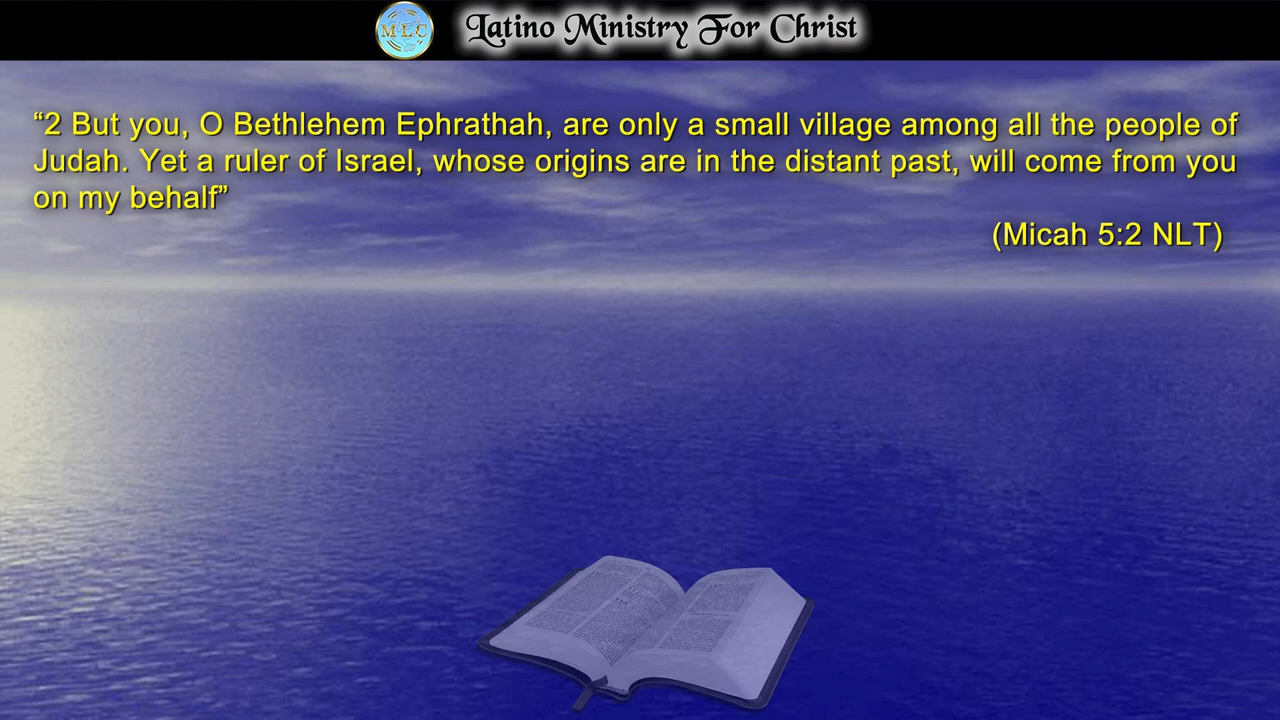 MLC
Latino Ministry For Christ
“2 But you, O Bethlehem Ephrathah, are only a small village among all the people of
Judah. Yet a ruler of Israel, whose origins are in the distant past, will come from you
on my behalf”
(Micah 5:2 NLT)